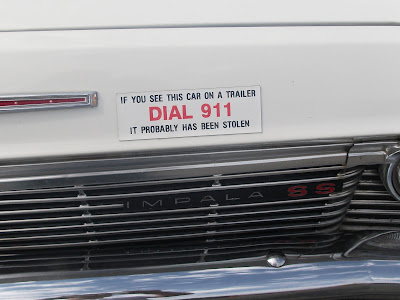 IF YOU SEE THIS CAR ON A TRAILER
DIAL 911
IT PROBABLY HAS BEEN STOLEN
IMPALA SS